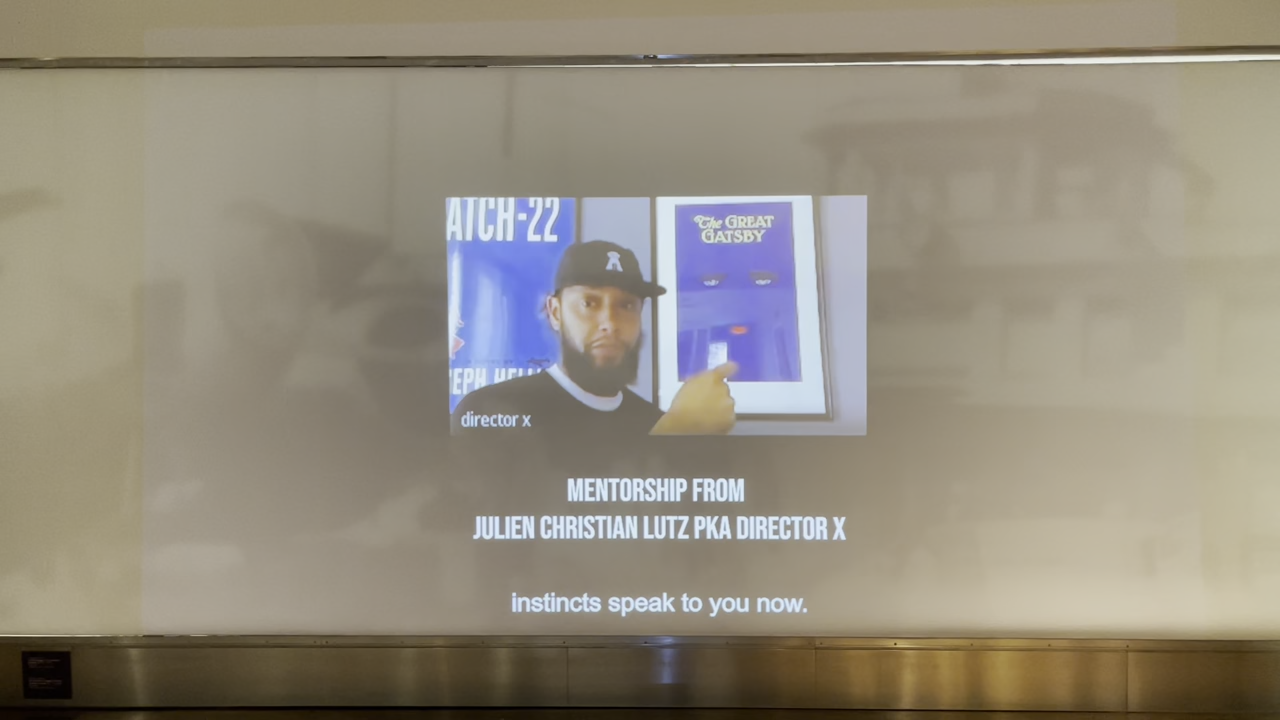 ATCH-22
The GREAT
GATSBY
EPH HELL
director x
MENTORSHIP FROM
JULIEN CHRISTIAN LUTZ PKA DIRECTOR X
instincts speak to you now.